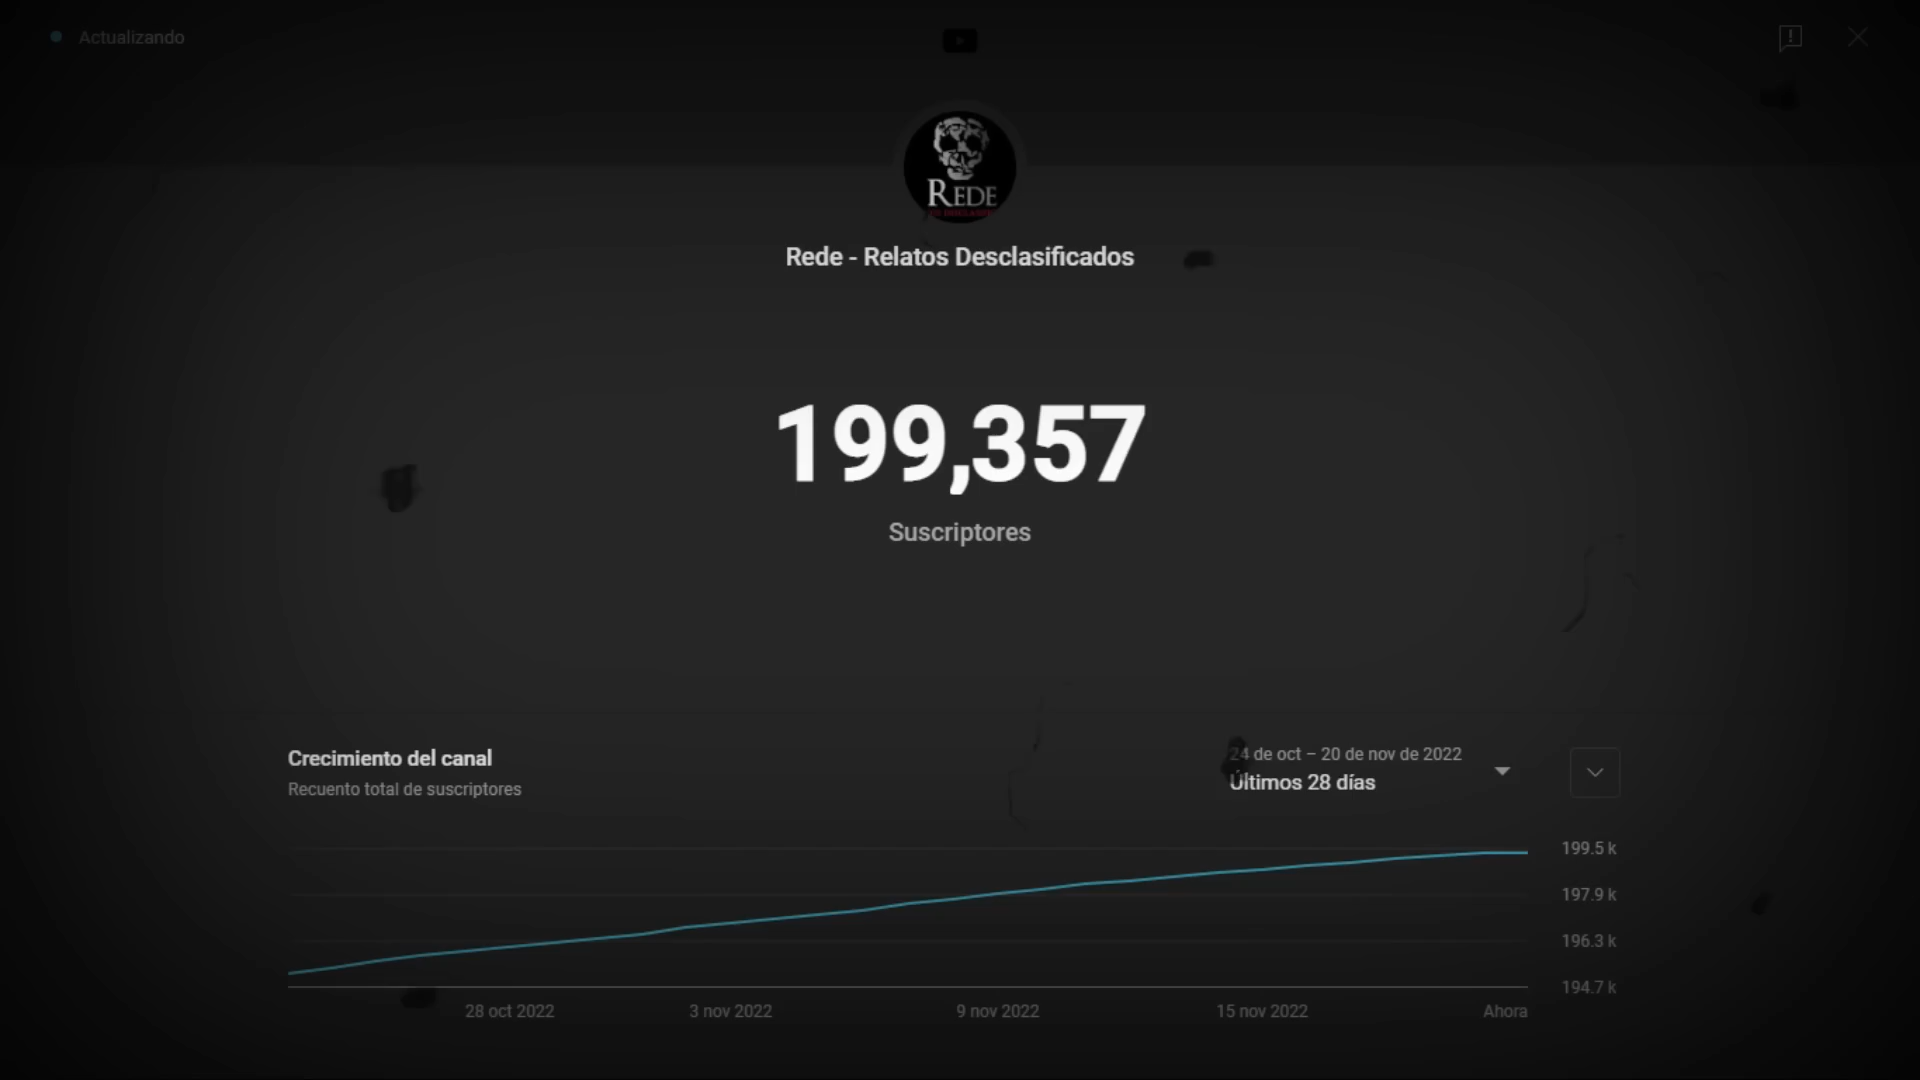 Actualizando
REDE
Rede - Relatos Desclasificados
199,357
Suscriptores
Crecimiento del canal
Recuento total de suscriptores
24 de oct – 20 de nov de 2022
Últimos 28 días
199.5 k
197.9 k
196.3 k
194.7 k
28 oct 2022
3 nov 2022
9 nov 2022
15 nov 2022
Ahora